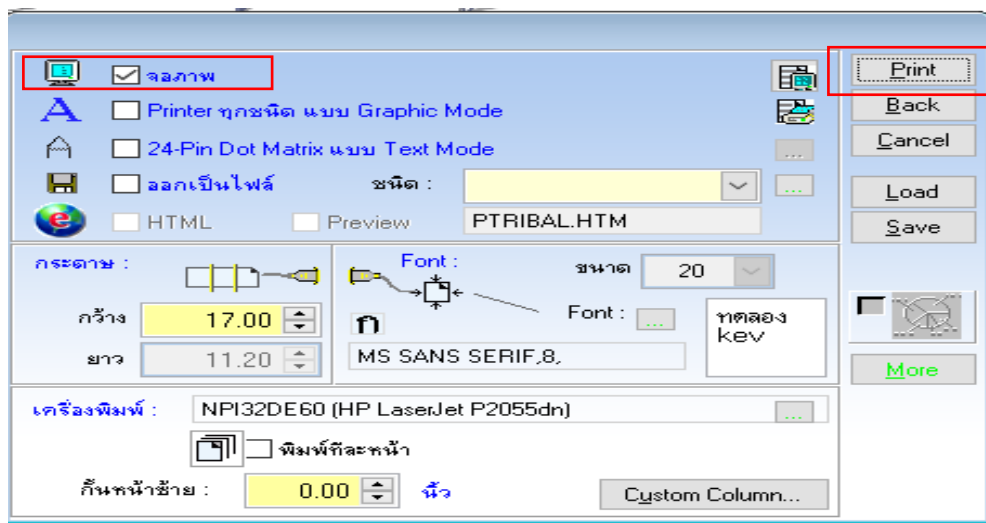 จอภาพ
Print
Printer ทุกชนิด แบบ Graphic Mode
Back
24-Pin Dot Matrix แบบ Text Mode
...
Cancel
ออกเป็นไฟล์ ชนิด :
...
Load
HTML Preview PTRIBAL.HTM
Save
กระดาษ : Font : ขนาด 20
กว้าง 17.00 ก Font : ... ทดลอง
kev
ยาว 11.20 MS SANS SERIF,8,
More
เครื่องพิมพ์ : NPI32DE60 (HP LaserJet P2055dn) ...
พิมพ์ทีละหน้า
กั้นหน้าซ้าย : 0.00 นิ้ว Custom Column...